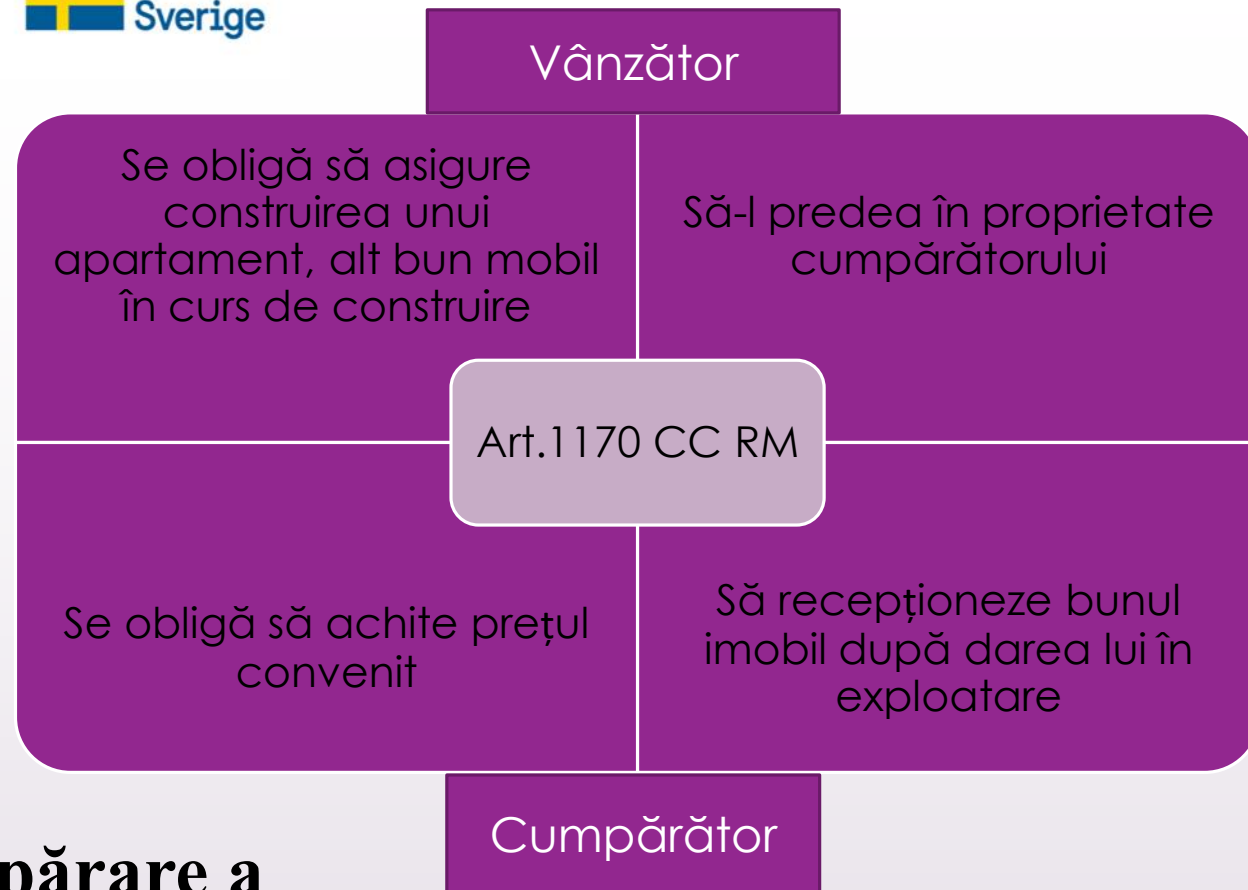 Sverige
Vânzător
Se obligă să asigure
construirea unui
apartament, alt bun mobil
în curs de construire
Să-l predea în proprietate
cumpărătorului
Art.1170 CC RM
Se obligă să achite prețul
convenit
Să recepționeze bunul
imobil după darea lui în
exploatare
Cumpărător
părare a